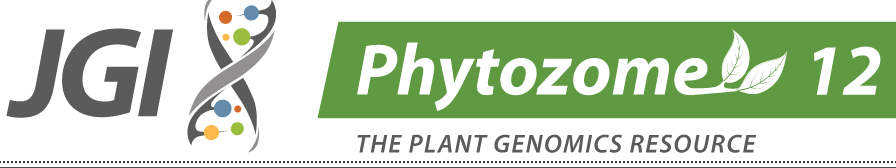 JGI Phytozome 12
THE PLANT GENOMICS RESOURCE